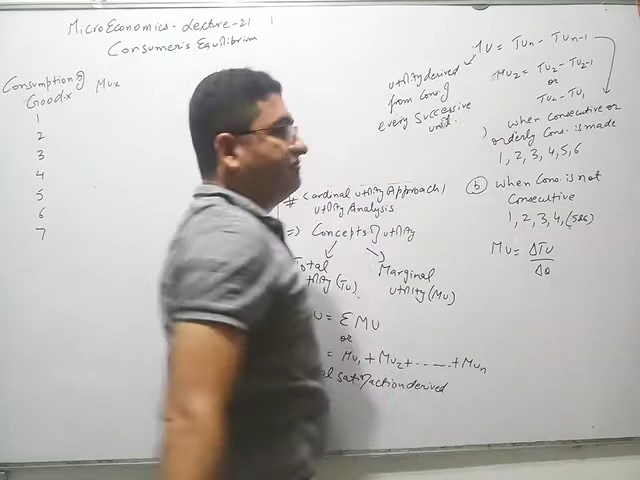 MicroEconomics - Lecture-21
Consumer's Equilibrium
Consumption of
Good-x
Mux
1
2
3
4
5
6
7
# Cardinal utility Approach/
utility Analysis
=> Concepts of utility
Total
utility (Tu)
Marginal
utility (Mu)
u = Σ Mu
or
= Mu1 + Mu2 + ...... + Mun
satisfaction derived
Mu = Tun - Tun-1
utility derived
from Cons. of
every successive
unit.
Mu2 = Tu2 - Tu2-1
or
Tu2 - Tu1
) when consecutive or
orderly Cons. is made
1, 2, 3, 4, 5, 6
(b) when Cons. is not
Consecutive
1, 2, 3, 4, (5&6)
Mu = ΔTu
ΔQ